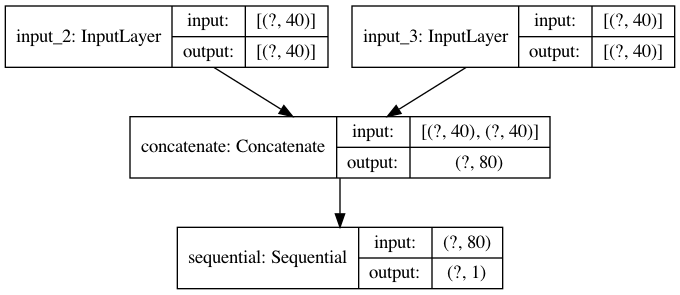 input_2: InputLayer
input: [(?, 40)]
output: [(?, 40)]
input_3: InputLayer
input: [(?, 40)]
output: [(?, 40)]
concatenate: Concatenate
input: [(?, 40), (?, 40)]
output: (?, 80)
sequential: Sequential
input: (?, 80)
output: (?, 1)